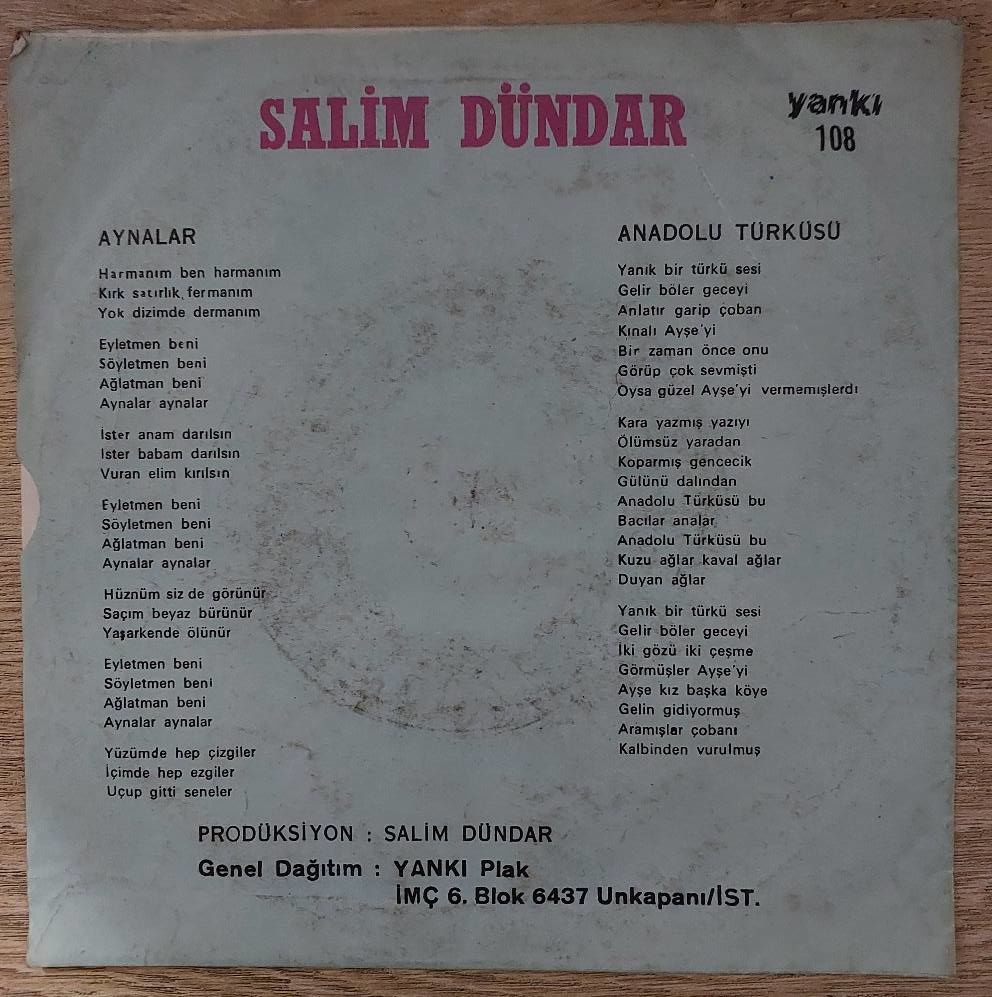 SALİM DÜNDAR
yankı
108
AYNALAR
Harmanım ben harmanım
Kırk satırlık fermanım
Yok dizimde dermanım
Eyletmen beni
Söyletmen beni
Ağlatman beni
Aynalar aynalar
İster anam darılsın
İster babam darılsın
Vuran elim kırılsın
Eyletmen beni
Söyletmen beni
Ağlatman beni
Aynalar aynalar
Hüznüm siz de görünür
Saçım beyaz bürünür
Yaşarkende ölünür
Eyletmen beni
Söyletmen beni
Ağlatman beni
Aynalar aynalar
Yüzümde hep çizgiler
İçimde hep ezgiler
Uçup gitti seneler
ANADOLU TÜRKÜSÜ
Yanık bir türkü sesi
Gelir böler geceyi
Anlatır garip çoban
Kınalı Ayşe'yi
Bir zaman önce onu
Görüp çok sevmişti
Oysa güzel Ayşe'yi vermemişlerdi
Kara yazmış yazıyı
Ölümsüz yaradan
Koparmış gencecik
Gülünü dalından
Anadolu Türküsü bu
Bacılar analar
Anadolu Türküsü bu
Kuzu ağlar kaval ağlar
Duyan ağlar
Yanık bir türkü sesi
Gelir böler geceyi
İki gözü iki çeşme
Görmüşler Ayşe'yi
Ayşe kız başka köye
Gelin gidiyormuş
Aramışlar çobanı
Kalbinden vurulmuş
PRODÜKSİYON : SALİM DÜNDAR
Genel Dağıtım : YANKI Plak
İMÇ 6. Blok 6437 Unkapanı/İST.